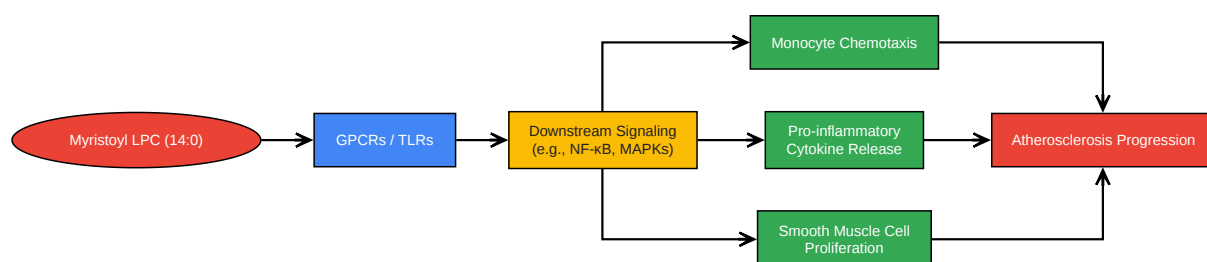 Monocyte Chemotaxis
Myristoyl LPC (14:0)
GPCRs / TLRs
Downstream Signaling
(e.g., NF-κB, MAPKs)
Pro-inflammatory
Cytokine Release
Atherosclerosis Progression
Smooth Muscle Cell
Proliferation